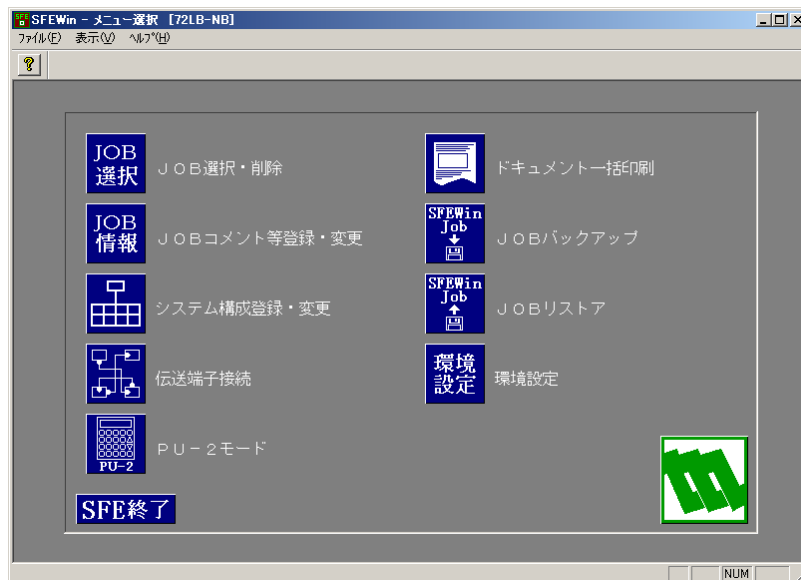 SFEWin - メニュー選択 [72LB-NB]
ファイル(F) 表示(V) ヘルプ(H)
JOB
選択
ＪＯＢ選択・削除
JOB
情報
ＪＯＢコメント等登録・変更
システム構成登録・変更
伝送端子接続
PU-2
ＰＵ－２モード
SFE終了
ドキュメント一括印刷
SFEWin
Job
ＪＯＢバックアップ
SFEWin
Job
ＪＯＢリストア
環境
設定
環境設定
NUM